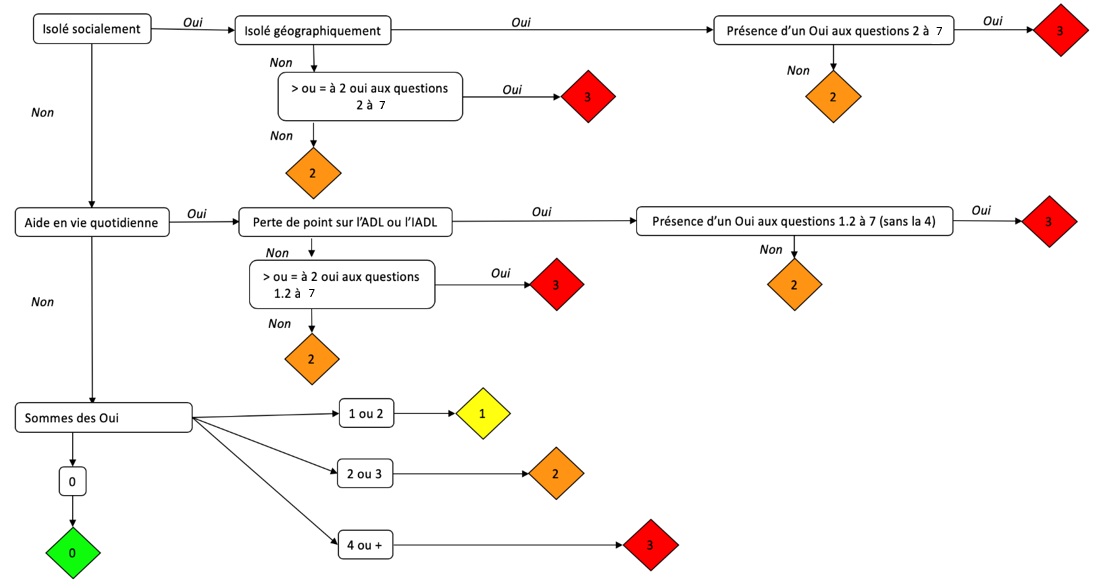 Isolé socialement
Oui
Isolé géographiquement
Oui
Présence d'un Oui aux questions 2 à 7
Oui
3
Non
> ou = à 2 oui aux questions
2 à 7
Oui
3
Non
2
Non
Non
2
Aide en vie quotidienne
Oui
Perte de point sur l'ADL ou l'IADL
Oui
Présence d'un Oui aux questions 1.2 à 7 (sans la 4)
Oui
3
Non
> ou = à 2 oui aux questions
1.2 à 7
Oui
3
Non
2
Non
Non
2
Sommes des Oui
1 ou 2
1
0
2 ou 3
2
0
4 ou +
3